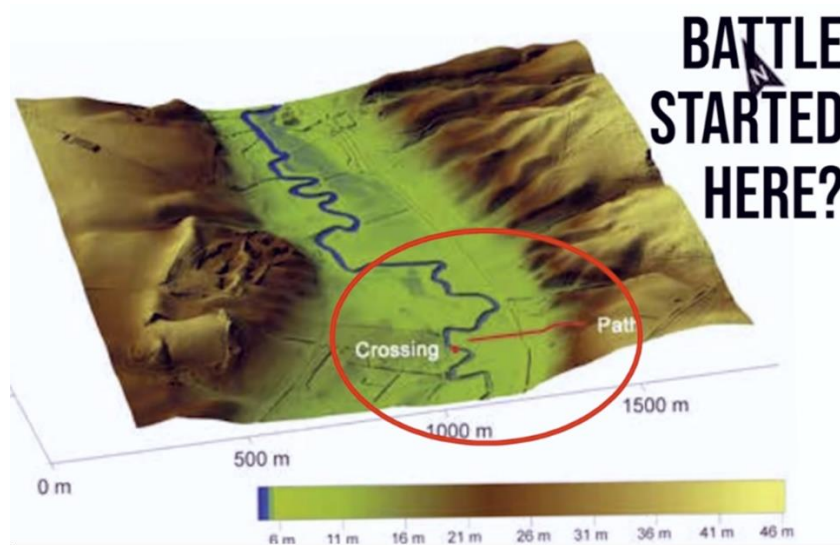 BATTLE
STARTED
HERE?
N
Path
Crossing
0 m
500 m
1000 m
1500 m
6 m
11 m
16 m
21 m
26 m
31 m
36 m
41 m
46 m